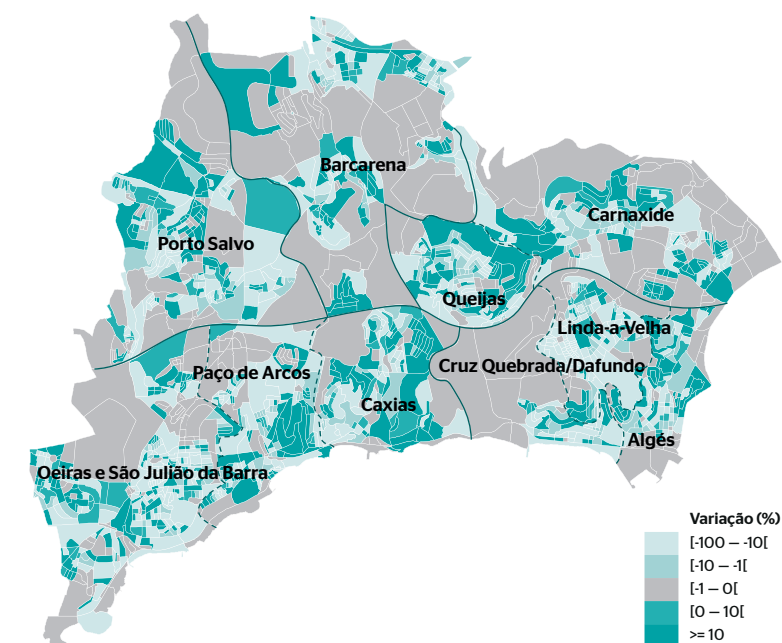 Barcarena
Carnaxide
Porto Salvo
Queijas
Linda-a-Velha
Cruz Quebrada/Dafundo
Paço de Arcos
Caxias
Algés
Oeiras e São Julião da Barra
Variação (%)
[-100 – -10[
[-10 – -1[
[-1 – 0[
[0 – 10[
>= 10